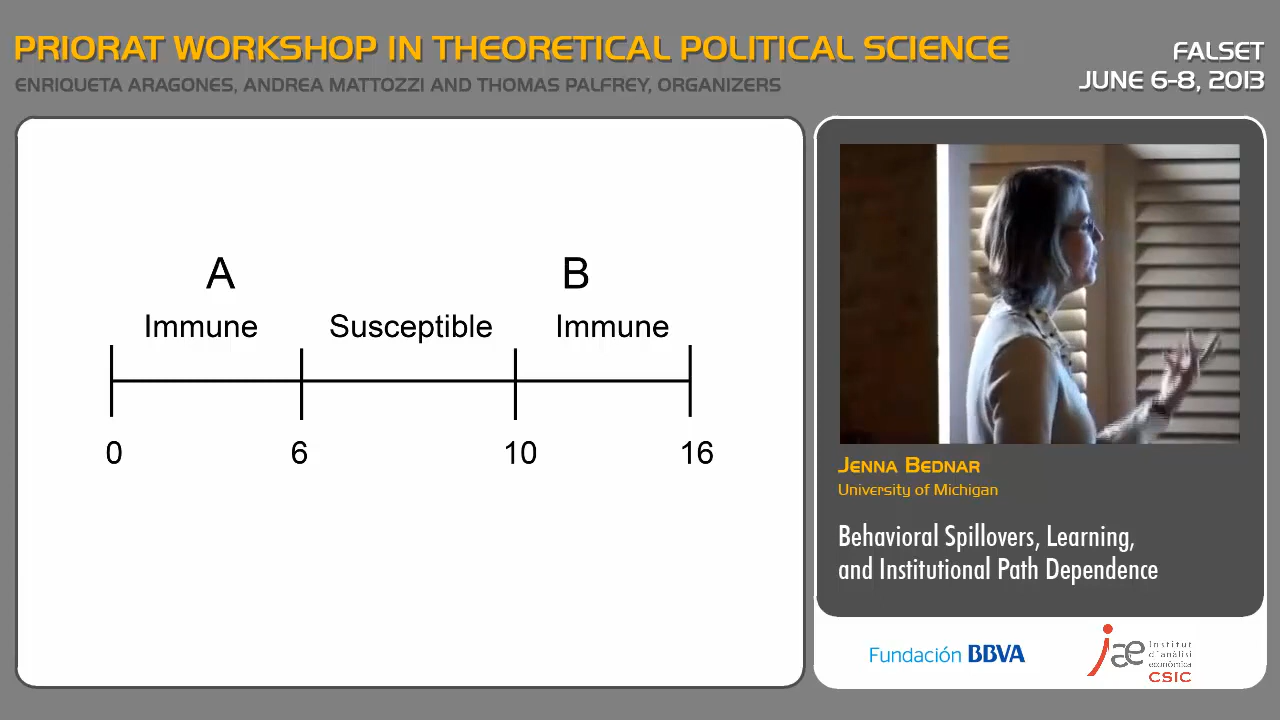 PRIORAT WORKSHOP IN THEORETICAL POLITICAL SCIENCE
ENRIQUETA ARAGONES, ANDREA MATTOZZI AND THOMAS PALFREY, ORGANIZERS
FALSET
JUNE 6-8, 2013
A
B
Immune
Susceptible
Immune
0
6
10
16
JENNA BEDNAR
University of Michigan
Behavioral Spillovers, Learning,
and Institutional Path Dependence
Fundación BBVA
iae
Institut
d'anàlisi
econòmica
CSIC